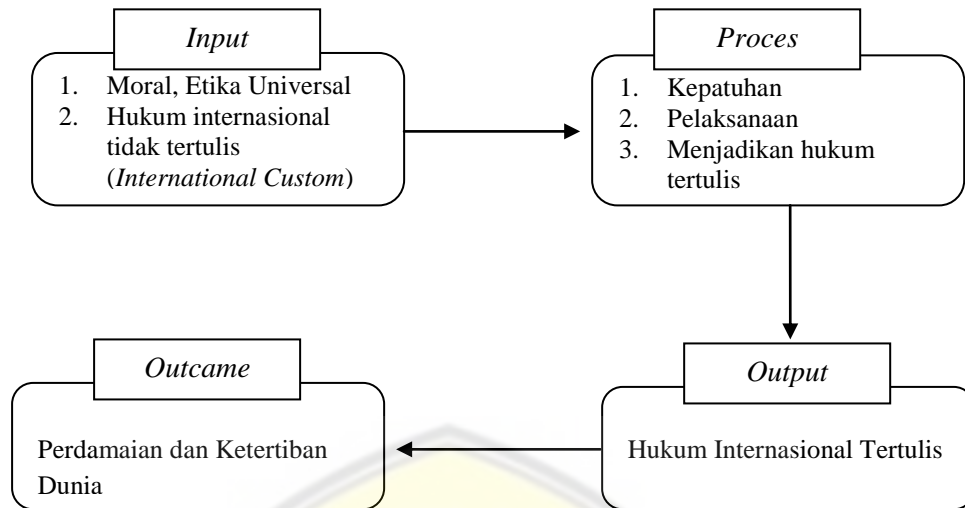 Input
1. Moral, Etika Universal
2. Hukum internasional
tidak tertulis
(International Custom)
Proces
1. Kepatuhan
2. Pelaksanaan
3. Menjadikan hukum
tertulis
Output
Hukum Internasional Tertulis
Outcame
Perdamaian dan Ketertiban
Dunia